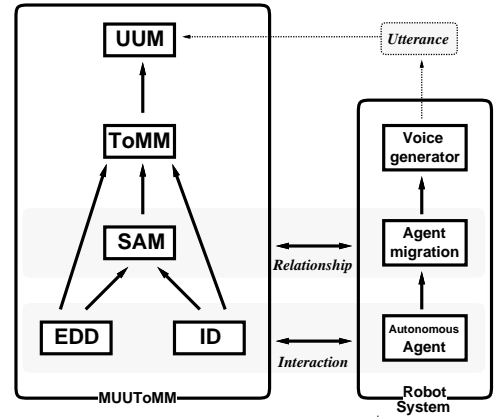 UUM
Utterance
ToMM
Voice
generator
SAM
Agent
migration
Relationship
EDD
ID
Autonomous
Agent
Interaction
MUUToMM
Robot
System